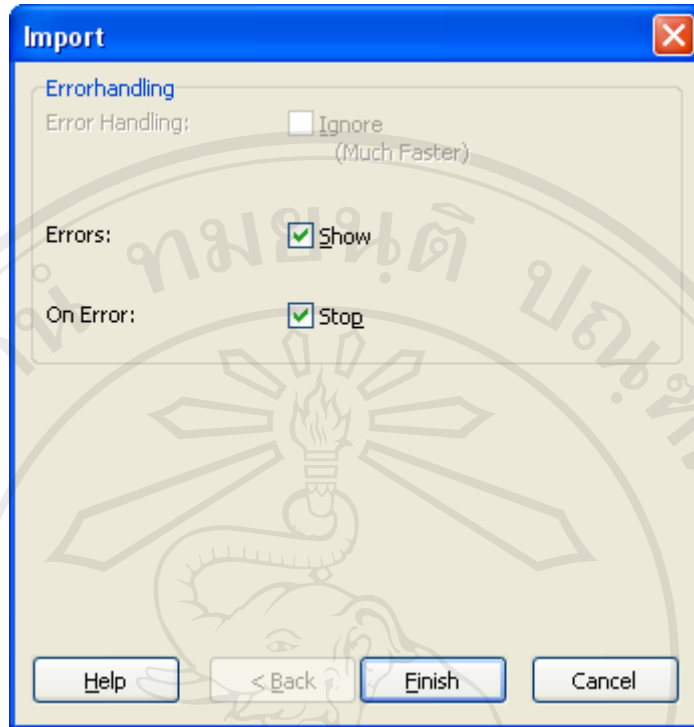 Import
Errorhandling
Error Handling: Ignore
(Much Faster)
Errors: Show
On Error: Stop
Help < Back Finish Cancel